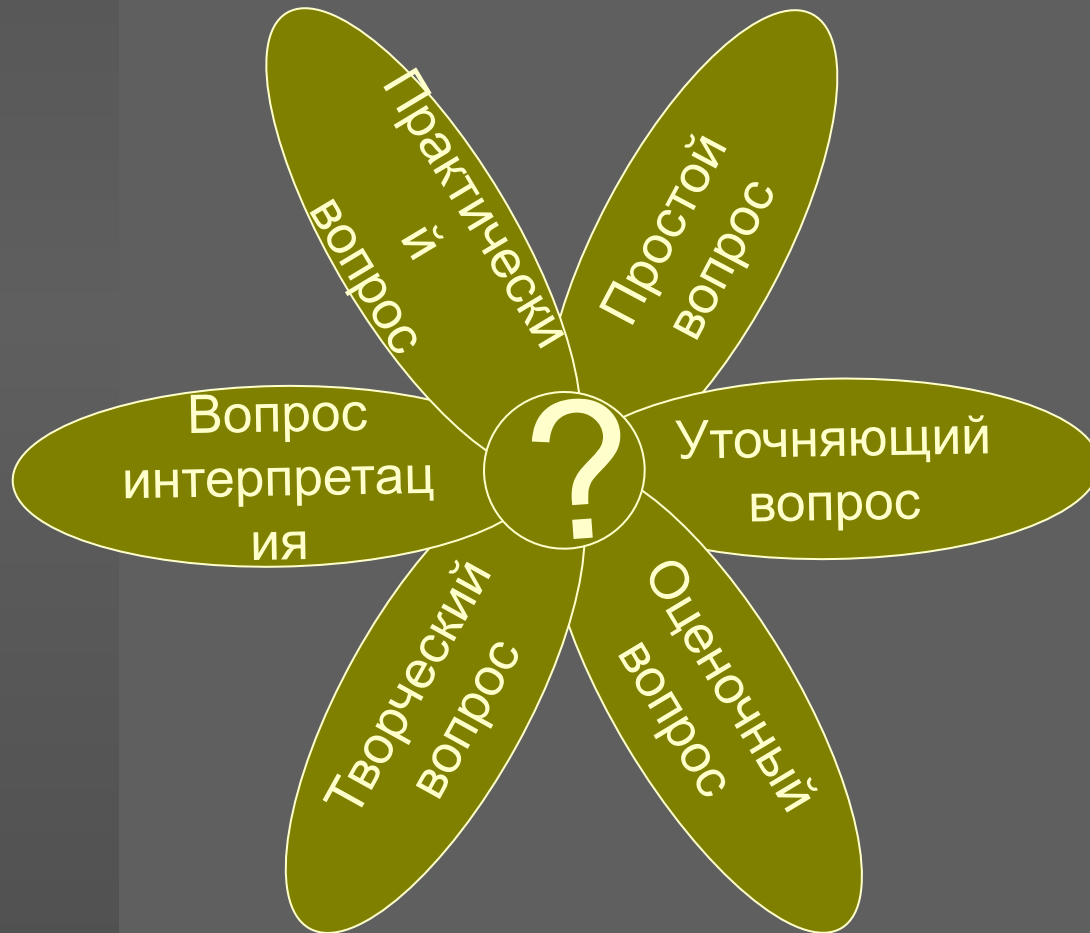 Практически
й
вопрос
Простой
вопрос
Вопрос
интерпретац
ия
?
Уточняющий
вопрос
Творческий
вопрос
Оценочный
вопрос